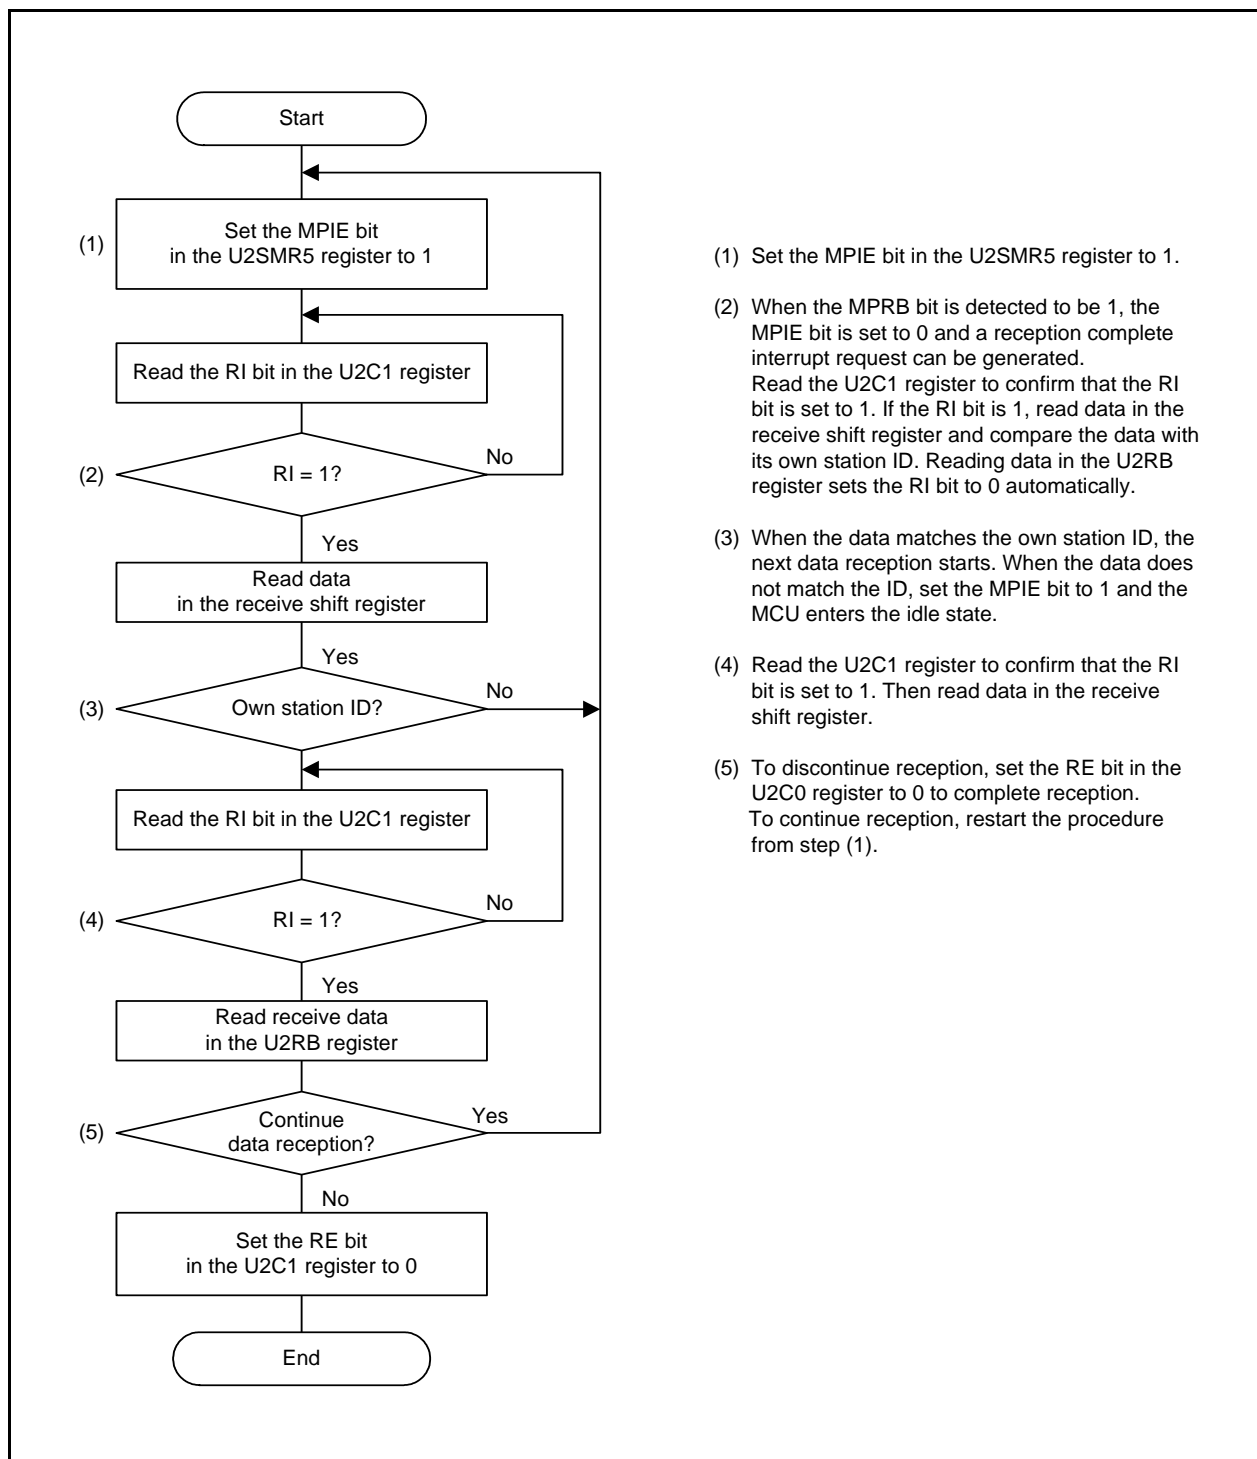 Start
(1)
Set the MPIE bit
in the U2SMR5 register to 1
Read the RI bit in the U2C1 register
(2)
RI = 1?
No
Yes
Read data
in the receive shift register
Yes
(3)
Own station ID?
No
Read the RI bit in the U2C1 register
(4)
RI = 1?
No
Yes
Read receive data
in the U2RB register
(5)
Continue
data reception?
Yes
No
Set the RE bit
in the U2C1 register to 0
End
(1) Set the MPIE bit in the U2SMR5 register to 1.
(2) When the MPRB bit is detected to be 1, the
MPIE bit is set to 0 and a reception complete
interrupt request can be generated.
Read the U2C1 register to confirm that the RI
bit is set to 1. If the RI bit is 1, read data in the
receive shift register and compare the data with
its own station ID. Reading data in the U2RB
register sets the RI bit to 0 automatically.
(3) When the data matches the own station ID, the
next data reception starts. When the data does
not match the ID, set the MPIE bit to 1 and the
MCU enters the idle state.
(4) Read the U2C1 register to confirm that the RI
bit is set to 1. Then read data in the receive
shift register.
(5) To discontinue reception, set the RE bit in the
U2C0 register to 0 to complete reception.
To continue reception, restart the procedure
from step (1).